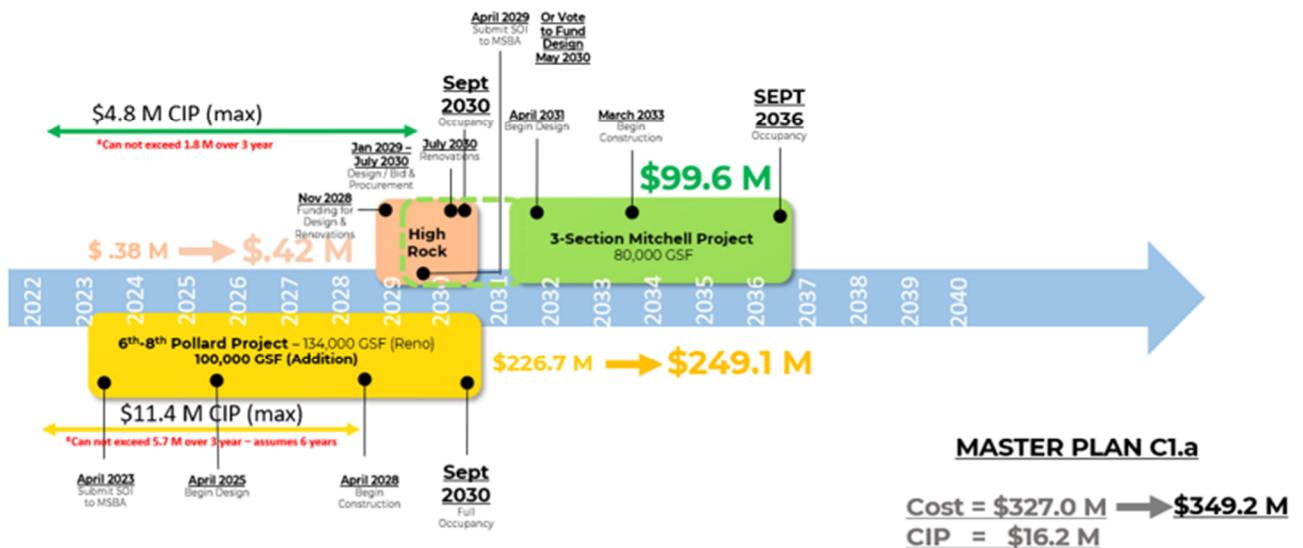 April 2029
Submit SOI
to MSBA
Or Vote
to Fund
Design
May 2030
Sept
2030
Occupancy
$4.8 M CIP (max)
*Can not exceed 1.8 M over 3 year
Jan 2029 –
July 2030
Design / Bid &
Procurement
July 2030
Renovations
April 2031
Begin Design
March 2033
Begin
Construction
SEPT
2036
Occupancy
$99.6 M
Nov 2028
Funding for
Design &
Renovations
$ .38 M
$.42 M
High
Rock
3-Section Mitchell Project
80,000 GSF
2022
2023
2024
2025
2026
2027
2028
2029
2030
2031
2032
2033
2034
2035
2036
2037
2038
2039
2040
6th-8th Pollard Project – 134,000 GSF (Reno)
100,000 GSF (Addition)
$226.7 M
$249.1 M
$11.4 M CIP (max)
*Can not exceed 5.7 M over 3 year – assumes 6 years
April 2023
Submit SOI
to MSBA
April 2025
Begin Design
April 2028
Begin
Construction
Sept
2030
Full
Occupancy
MASTER PLAN C1.a
Cost = $327.0 M
$349.2 M
CIP = $16.2 M